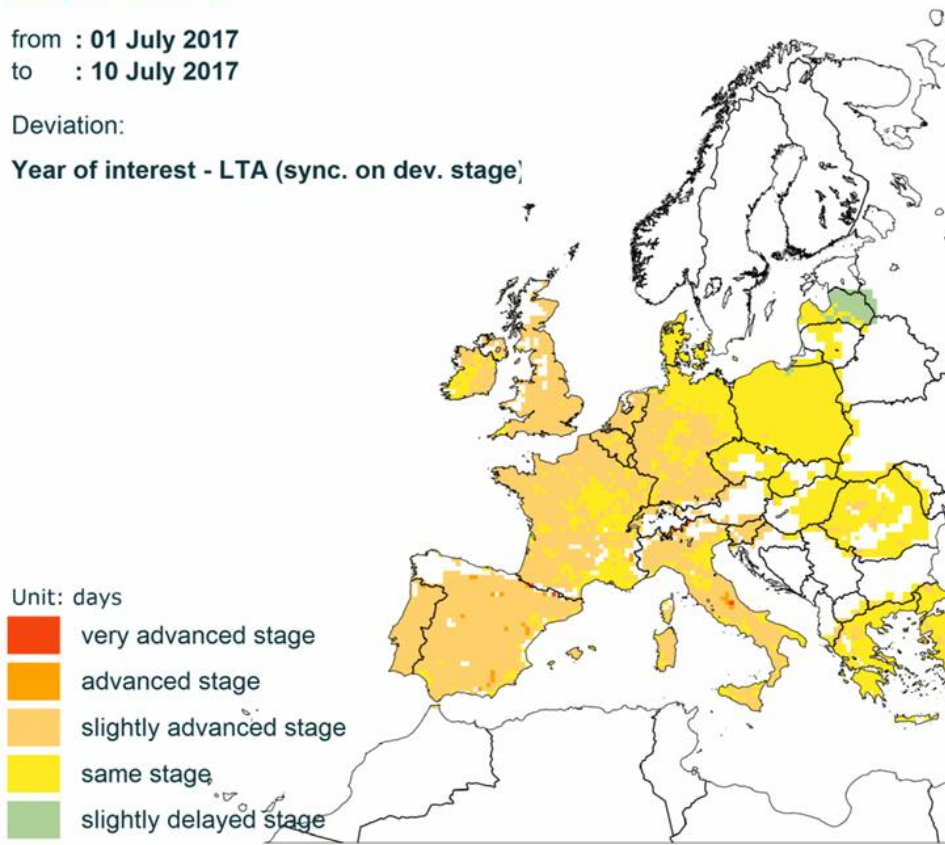 from : 01 July 2017
to : 10 July 2017
Deviation:
Year of interest - LTA (sync. on dev. stage)
Unit: days
very advanced stage
advanced stage
slightly advanced stage
same stage
slightly delayed stage